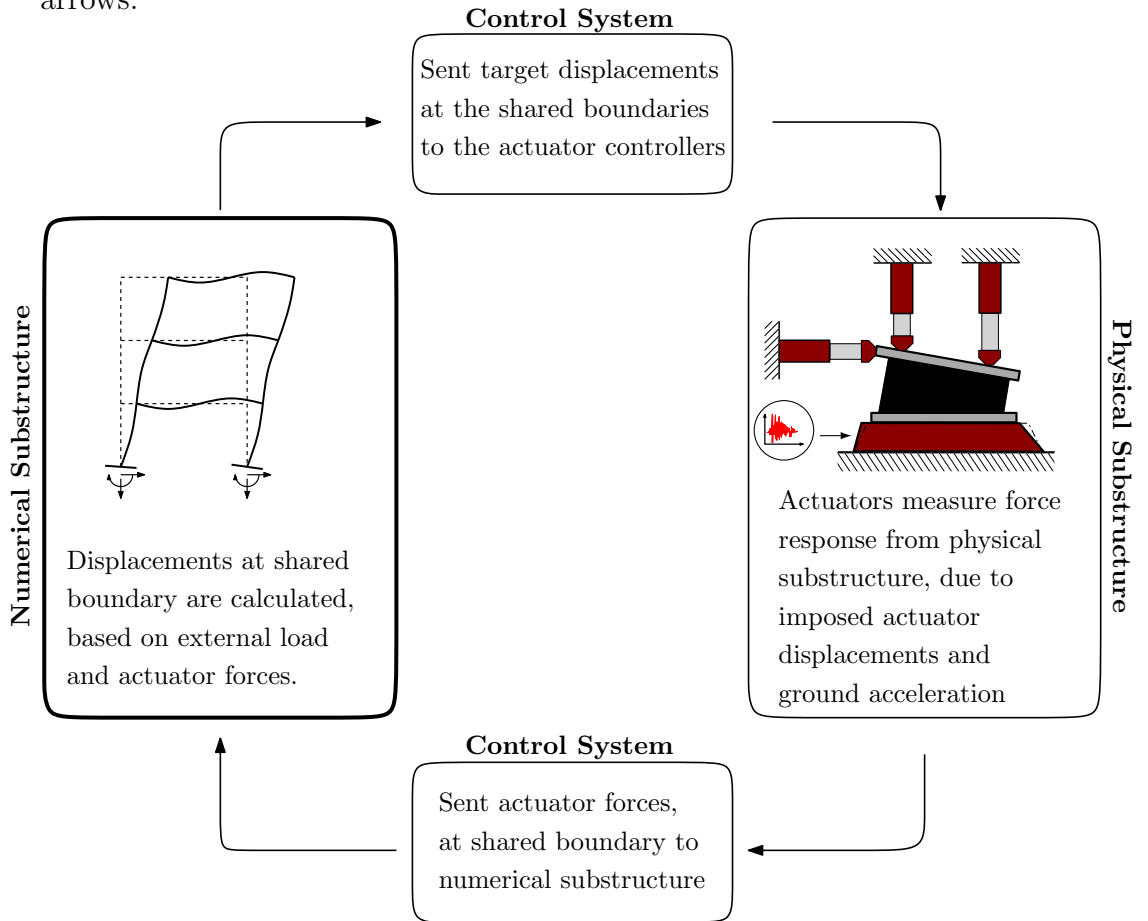 arrows.
Control System
Sent target displacements
at the shared boundaries
to the actuator controllers
Numerical Substructure
Displacements at shared
boundary are calculated,
based on external load
and actuator forces.
Physical Substructure
Actuators measure force
response from physical
substructure, due to
imposed actuator
displacements and
ground acceleration
Control System
Sent actuator forces,
at shared boundary to
numerical substructure